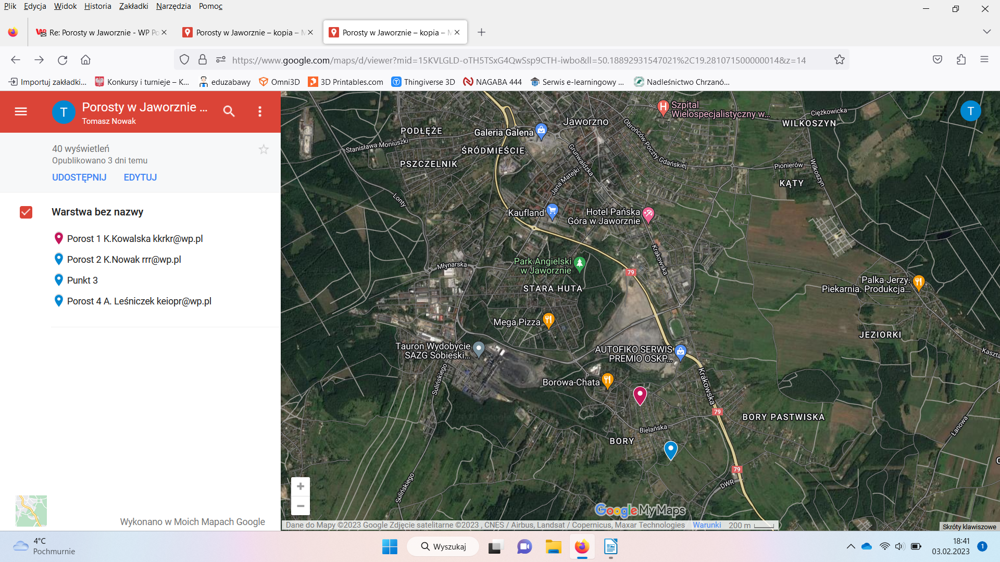 Plik Edycja Widok Historia Zakładki Narzędzia Pomoc
Re: Porosty w Jaworznie - WP Po
Porosty w Jaworznie – kopia – M
Porosty w Jaworznie – kopia – M
https://www.google.com/maps/d/viewer?mid=15KVLGLD-oTH5TSxG4QwSsp9CTH-iwbo&ll=50.18892931547021%2C19.281071500000014&z=14
Importuj zakładki... Konkursy i turnieje – K... eduzabawy Omni3D 3D Printables.com Thingiverse 3D NAGABA 444 Serwis e-learningowy ... Nadleśnictwo Chrzanó...
T
Porosty w Jaworznie ...
Tomasz Nowak
40 wyświetleń
Opublikowano 3 dni temu
UDOSTĘPNIJ EDYTUJ
Warstwa bez nazwy
Porost 1 K.Kowalska kkrkr@wp.pl
Porost 2 K.Nowak rrr@wp.pl
Punkt 3
Porost 4 A. Leśniczek keiopr@wp.pl
Wykonano w Moich Mapach Google
H Szpital
Wielospecjalistyczny w...
Ciężkowicka
T
WILKOSZYN
Jaworzno
PODŁĘŻE
Galeria Galena
Obrońców Poczty Gdańskiej
Stanisława Moniuszki
ŚRÓDMIEŚCIE
Grunwaldzka
PSZCZELNIK
Pionierów
Wilkoszyn
Jana Matejki
KĄTY
Lonty
Kaufland
Hotel Pańska
Góra w Jaworznie
Krakowska
Park Angielski
w Jaworznie
Młynarska
79
STARA HUTA
Palka Jerzy.
Piekarnia. Produkcja...
Mega Pizza
JEZIORKI
Tauron Wydobycie
SAZG Sobieski...
AUTOFIKO SERWIS
PREMIO OSKP...
Kaszta
Sulińskiego
Borowa-Chata
Krakowska
79
BORY PASTWISKA
Bielańska
Łanowa
BORY
79
DWR
Sulińskiego
+
−
Google My Maps
Dane do Mapy ©2023 Google Zdjęcie satelitarne ©2023 , CNES / Airbus, Landsat / Copernicus, Maxar Technologies Warunki 200 m
Skróty klawiszowe
4°C
Pochmurnie
Wyszukaj
18:41
03.02.2023
1